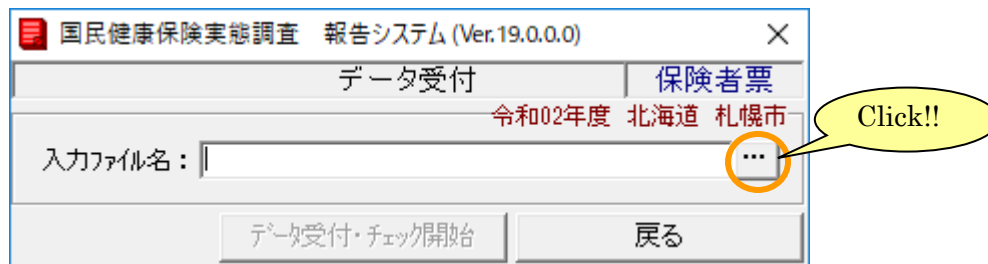 国民健康保険実態調査 報告システム (Ver.19.0.0.0)
データ受付 保険者票
令和02年度 北海道 札幌市
入力ファイル名： ...
Click!!
データ受付・チェック開始 戻る